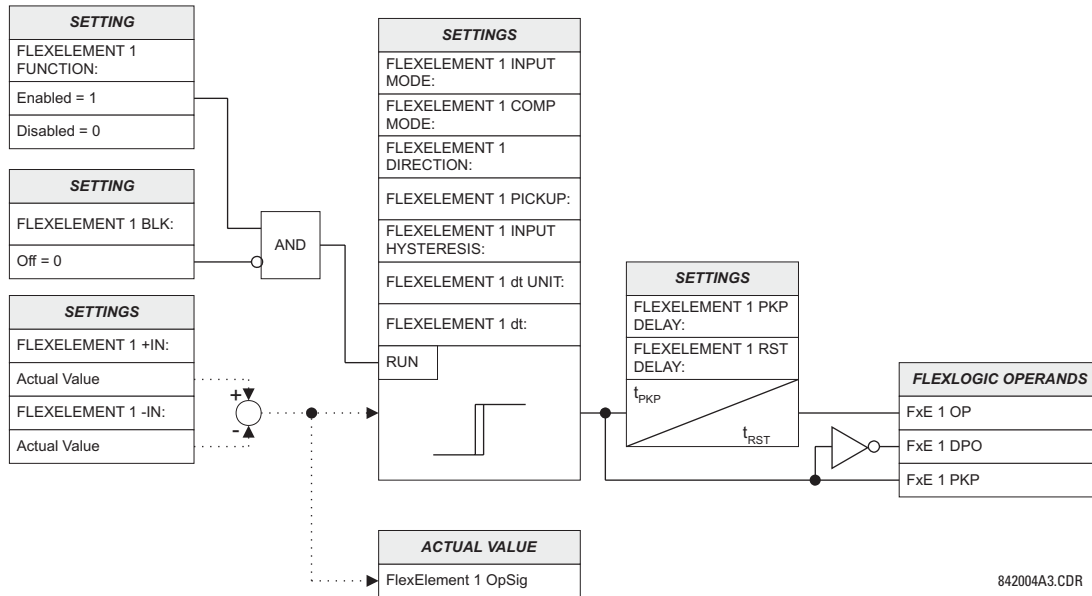 SETTING
FLEXELEMENT 1
FUNCTION:
Enabled = 1
Disabled = 0
SETTING
FLEXELEMENT 1 BLK:
Off = 0
SETTINGS
FLEXELEMENT 1 +IN:
Actual Value
FLEXELEMENT 1 -IN:
Actual Value
AND
+
-
SETTINGS
FLEXELEMENT 1 INPUT
MODE:
FLEXELEMENT 1 COMP
MODE:
FLEXELEMENT 1
DIRECTION:
FLEXELEMENT 1 PICKUP:
FLEXELEMENT 1 INPUT
HYSTERESIS:
FLEXELEMENT 1 dt UNIT:
FLEXELEMENT 1 dt:
RUN
ACTUAL VALUE
FlexElement 1 OpSig
SETTINGS
FLEXELEMENT 1 PKP
DELAY:
FLEXELEMENT 1 RST
DELAY:
tPKP
tRST
FLEXLOGIC OPERANDS
FxE 1 OP
FxE 1 DPO
FxE 1 PKP
842004A3.CDR